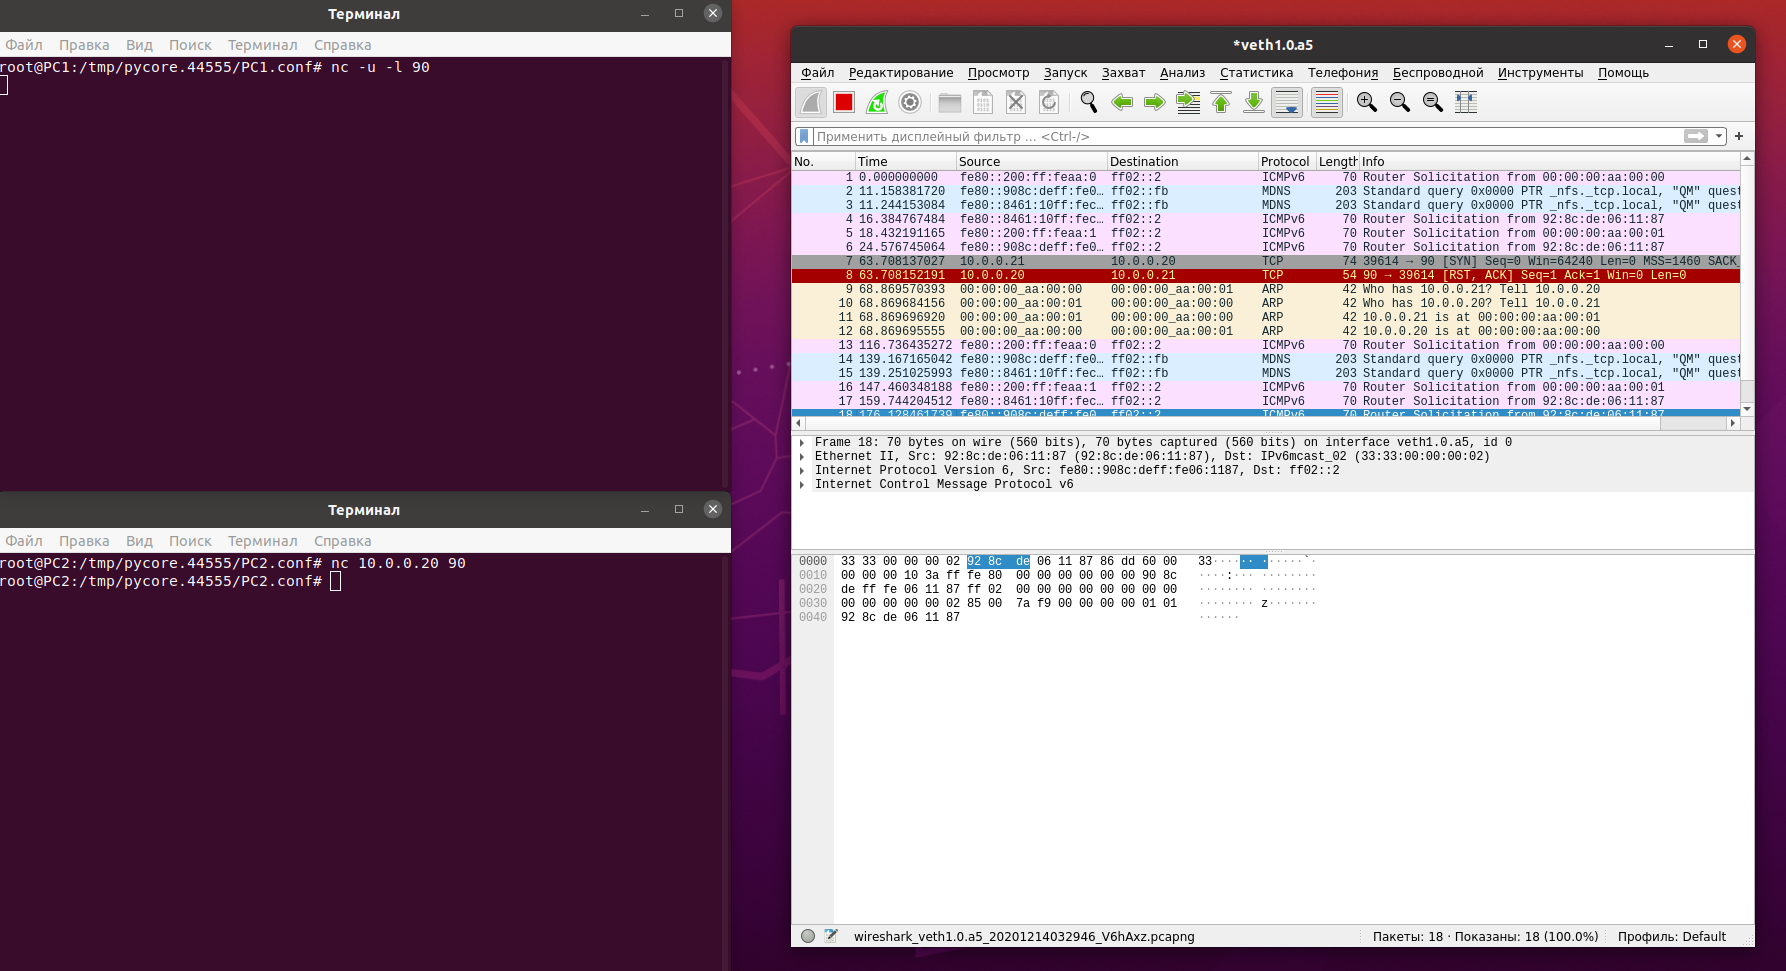 Терминал
Файл Правка Вид Поиск Терминал Справка
root@PC1:/tmp/pycore.44555/PC1.conf# nc -u -l 90
Терминал
Файл Правка Вид Поиск Терминал Справка
root@PC2:/tmp/pycore.44555/PC2.conf# nc 10.0.0.20 90
root@PC2:/tmp/pycore.44555/PC2.conf#
*veth1.0.a5
Файл Редактирование Просмотр Запуск Захват Анализ Статистика Телефония Беспроводной Инструменты Помощь
Применить дисплейный фильтр ... <Ctrl-/>
No. Time Source Destination Protocol Length Info
1 0.000000000 fe80::200:ff:feaa:0 ff02::2 ICMPv6 70 Router Solicitation from 00:00:00:aa:00:00
2 11.158381720 fe80::908c:deff:fe0… ff02::fb MDNS 203 Standard query 0x0000 PTR _nfs._tcp.local, "QM" quest
3 11.244153084 fe80::8461:10ff:fec… ff02::fb MDNS 203 Standard query 0x0000 PTR _nfs._tcp.local, "QM" quest
4 16.384767484 fe80::8461:10ff:fec… ff02::2 ICMPv6 70 Router Solicitation from 92:8c:de:06:11:87
5 18.432191165 fe80::200:ff:feaa:1 ff02::2 ICMPv6 70 Router Solicitation from 00:00:00:aa:00:01
6 24.576745064 fe80::908c:deff:fe0… ff02::2 ICMPv6 70 Router Solicitation from 92:8c:de:06:11:87
7 63.708137027 10.0.0.21 10.0.0.20 TCP 74 39614 → 90 [SYN] Seq=0 Win=64240 Len=0 MSS=1460 SACK_
8 63.708152191 10.0.0.20 10.0.0.21 TCP 54 90 → 39614 [RST, ACK] Seq=1 Ack=1 Win=0 Len=0
9 68.869570393 00:00:00_aa:00:00 00:00:00_aa:00:01 ARP 42 Who has 10.0.0.21? Tell 10.0.0.20
10 68.869684156 00:00:00_aa:00:01 00:00:00_aa:00:00 ARP 42 Who has 10.0.0.20? Tell 10.0.0.21
11 68.869696920 00:00:00_aa:00:01 00:00:00_aa:00:00 ARP 42 10.0.0.21 is at 00:00:00:aa:00:01
12 68.869695555 00:00:00_aa:00:00 00:00:00_aa:00:01 ARP 42 10.0.0.20 is at 00:00:00:aa:00:00
13 116.736435272 fe80::200:ff:feaa:0 ff02::2 ICMPv6 70 Router Solicitation from 00:00:00:aa:00:00
14 139.167165042 fe80::908c:deff:fe0… ff02::fb MDNS 203 Standard query 0x0000 PTR _nfs._tcp.local, "QM" quest
15 139.251025993 fe80::8461:10ff:fec… ff02::fb MDNS 203 Standard query 0x0000 PTR _nfs._tcp.local, "QM" quest
16 147.460348188 fe80::200:ff:feaa:1 ff02::2 ICMPv6 70 Router Solicitation from 00:00:00:aa:00:01
17 159.744204512 fe80::8461:10ff:fec… ff02::2 ICMPv6 70 Router Solicitation from 92:8c:de:06:11:87
18 176.128461739 fe80::908c:deff:fe0 ff02::2 ICMPv6 70 Router Solicitation from 92:8c:de:06:11:87
Frame 18: 70 bytes on wire (560 bits), 70 bytes captured (560 bits) on interface veth1.0.a5, id 0
Ethernet II, Src: 92:8c:de:06:11:87 (92:8c:de:06:11:87), Dst: IPv6mcast_02 (33:33:00:00:00:02)
Internet Protocol Version 6, Src: fe80::908c:deff:fe06:1187, Dst: ff02::2
Internet Control Message Protocol v6
0000 33 33 00 00 00 02 92 8c de 06 11 87 86 dd 60 00 33······ ······`·
0010 00 00 00 10 3a ff fe 80 00 00 00 00 00 00 90 8c ····:··· ········
0020 de ff fe 06 11 87 ff 02 00 00 00 00 00 00 00 00 ········ ········
0030 00 00 00 00 00 02 85 00 7a f9 00 00 00 00 01 01 ········ z·······
0040 92 8c de 06 11 87 ······
wireshark_veth1.0.a5_20201214032946_V6hAxz.pcapng Пакеты: 18 · Показаны: 18 (100.0%) Профиль: Default